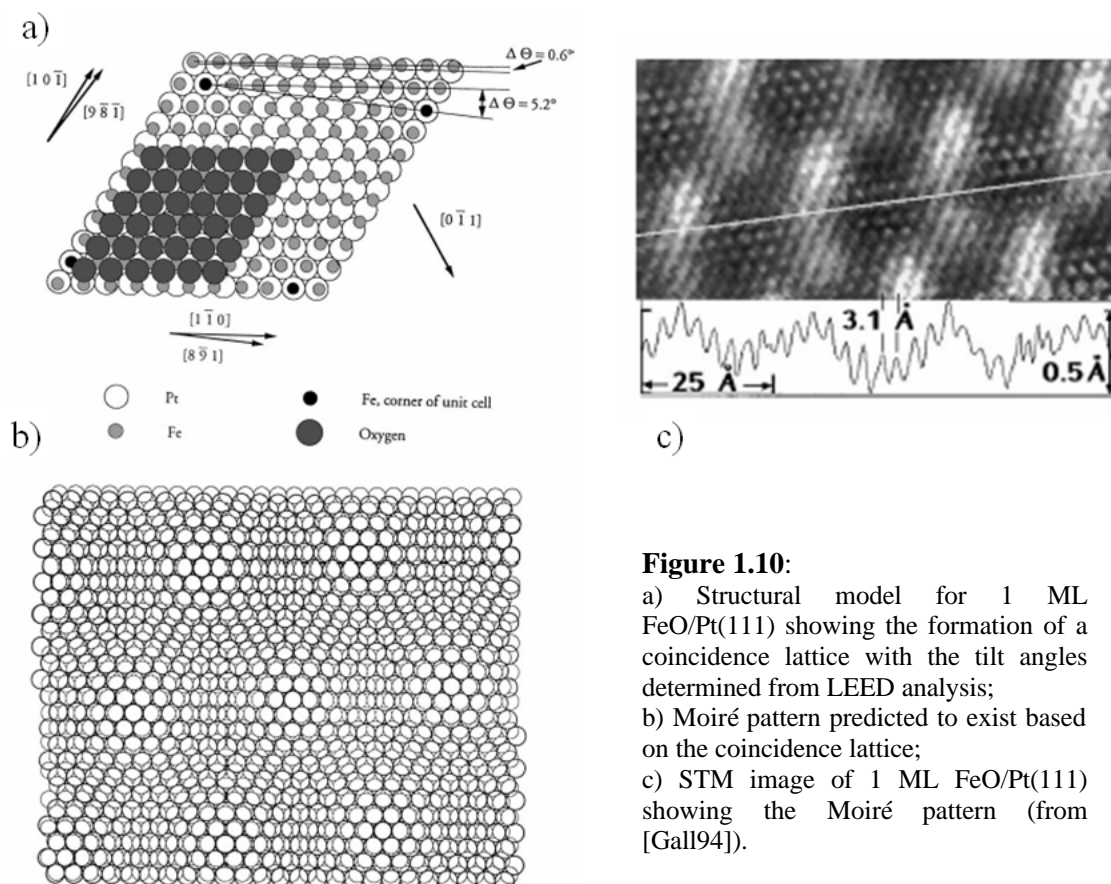 a)
[1 0 1̅]
[9 8̅ 1̅]
Δ Θ = 0.6°
Δ Θ = 5.2°
[0 1̅ 1]
[1 1̅ 0]
[8 9̅ 1]
Pt
Fe, corner of unit cell
Fe
Oxygen
b)
3.1 Å
25 Å
0.5 Å
c)
Figure 1.10:
a) Structural model for 1 ML
FeO/Pt(111) showing the formation of a
coincidence lattice with the tilt angles
determined from LEED analysis;
b) Moiré pattern predicted to exist based
on the coincidence lattice;
c) STM image of 1 ML FeO/Pt(111)
showing the Moiré pattern (from
[Gall94]).